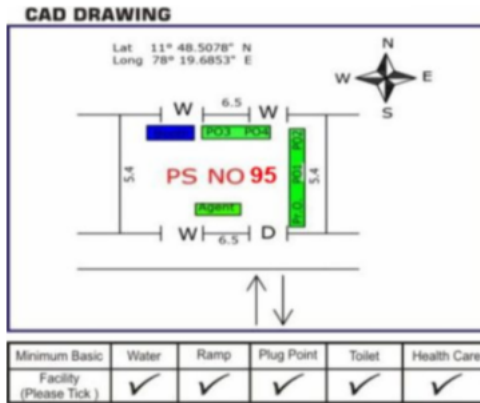 CAD DRAWING
Lat 11° 48.5078" N
Long 78° 19.6853" E
N
W E
S
W 6.5 W
PO3 PO4
PO2
5.4
PS NO 95
PO1
5.4
Agent
Pr.O
W 6.5 D
Minimum Basic Water Ramp Plug Point Toilet Health Care
Facility
(Please Tick ) ✓ ✓ ✓ ✓ ✓